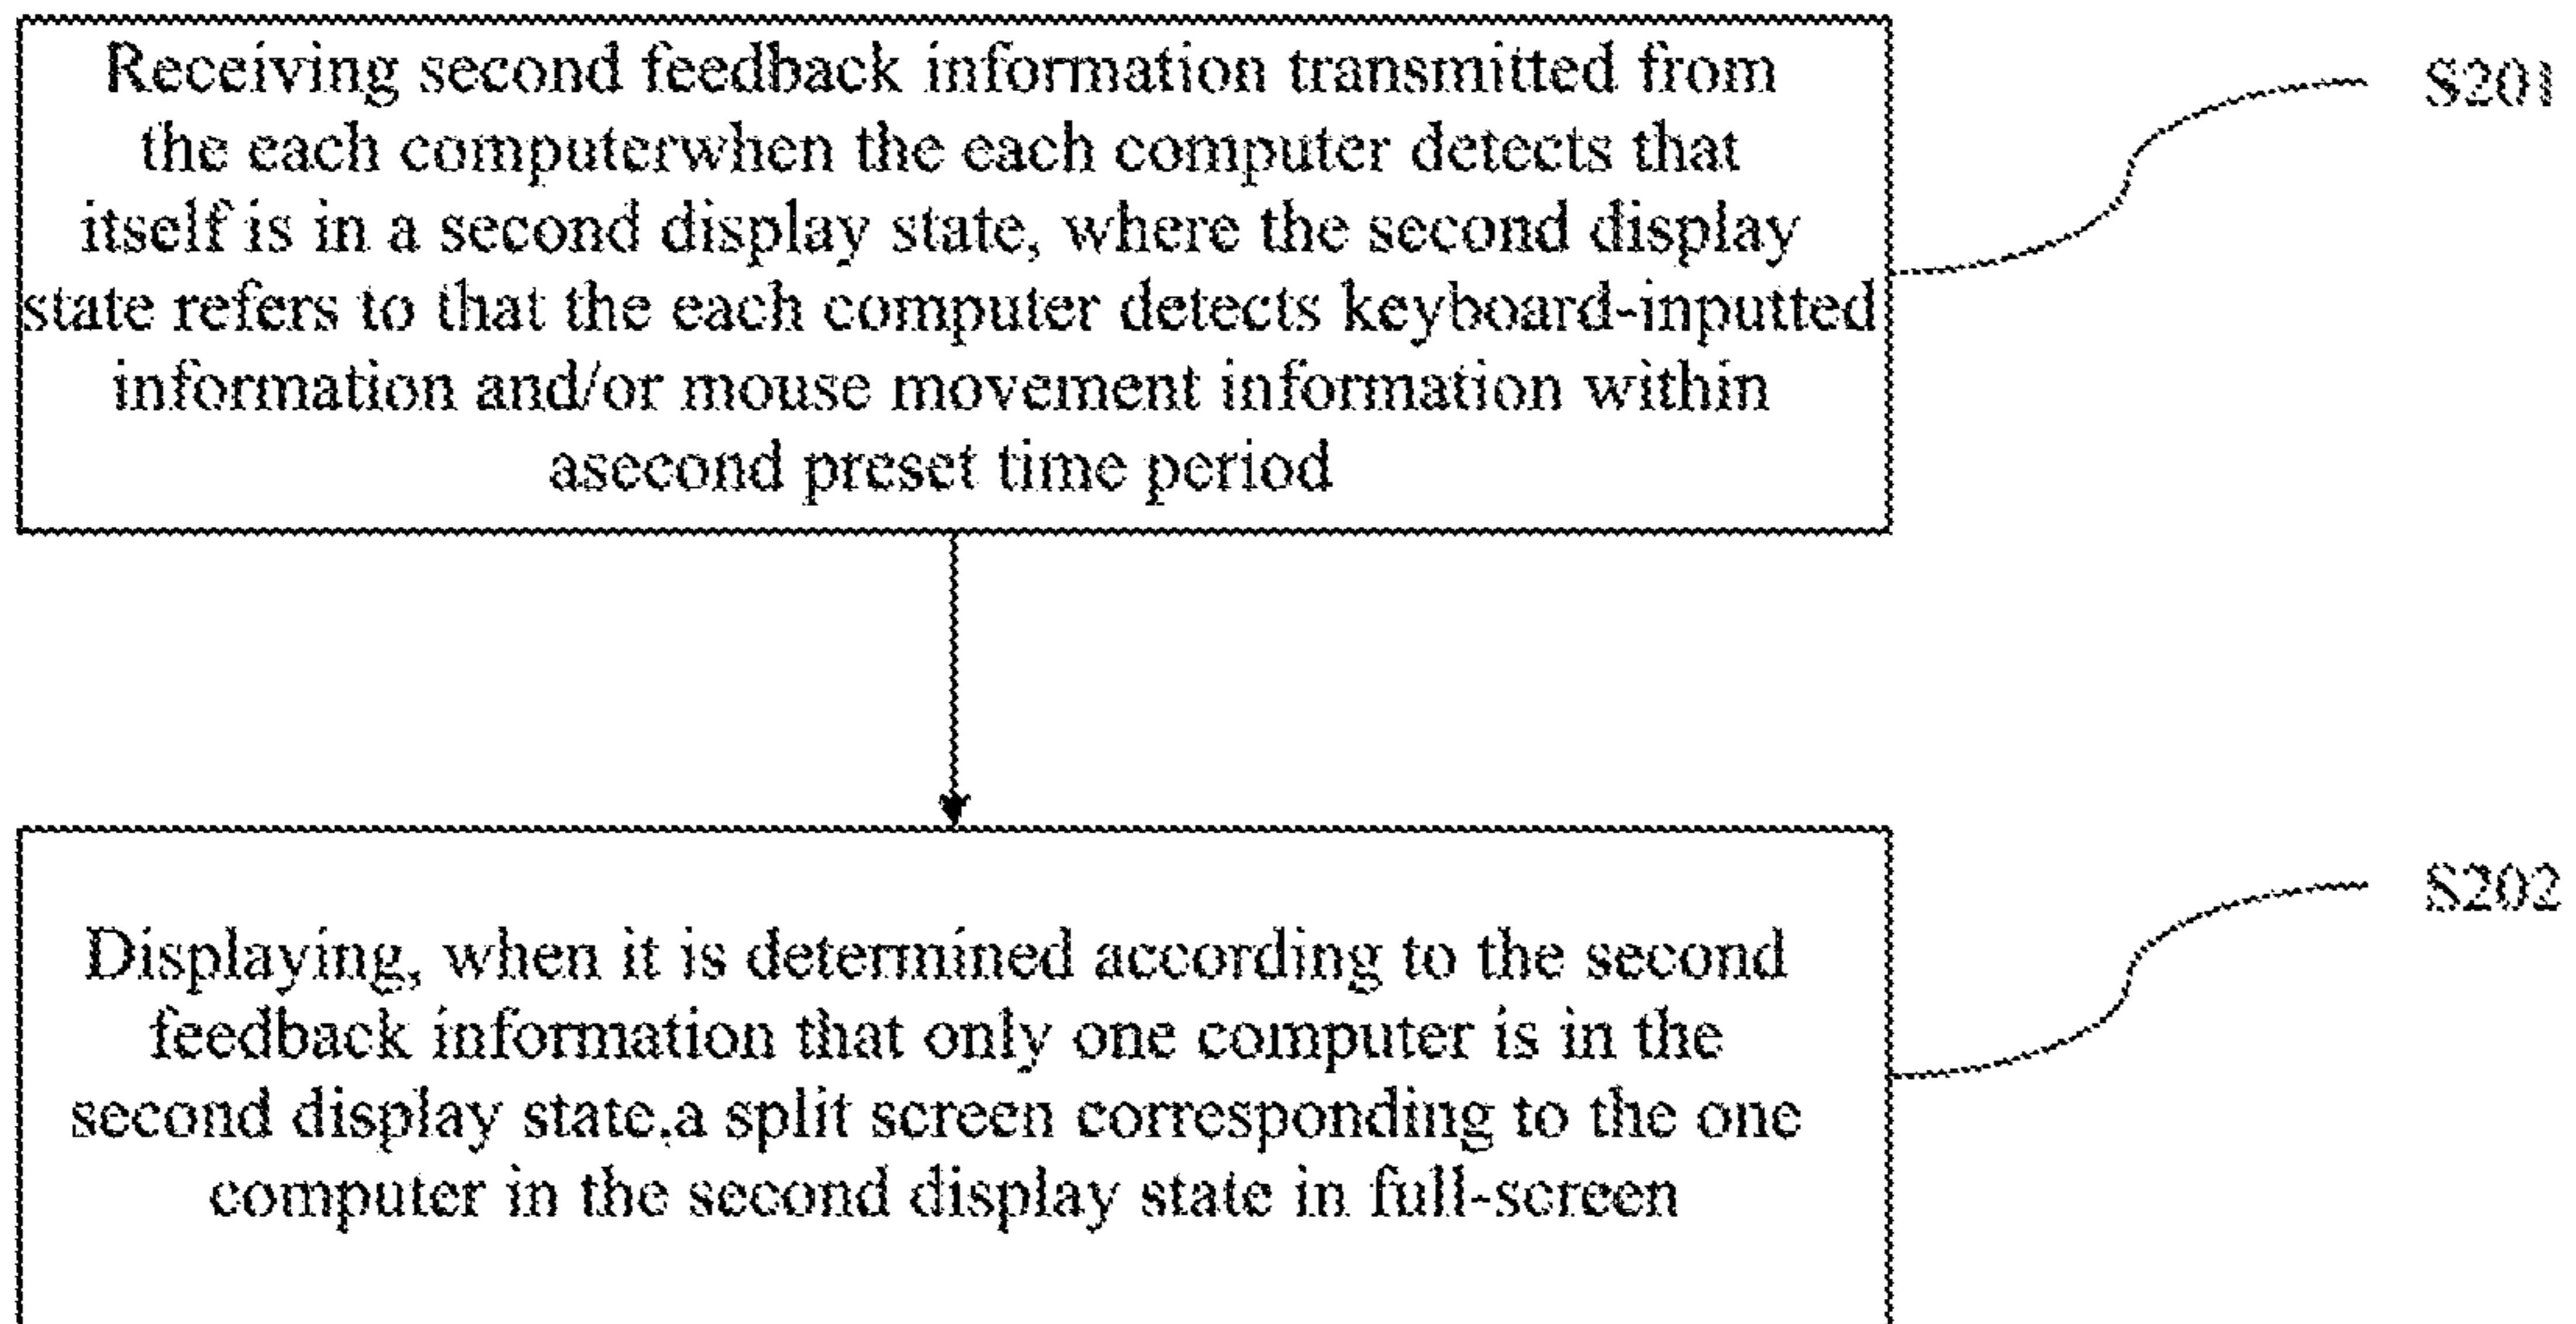 Receiving second feedback information transmitted from
the each computerwhen the each computer detects that
itself is in a second display state, where the second display
state refers to that the each computer detects keyboard-inputted
information and/or mouse movement information within
asecond preset time period
S201
Displaying, when it is determined according to the second
feedback information that only one computer is in the
second display state,a split screen corresponding to the one
computer in the second display state in full-screen
S202